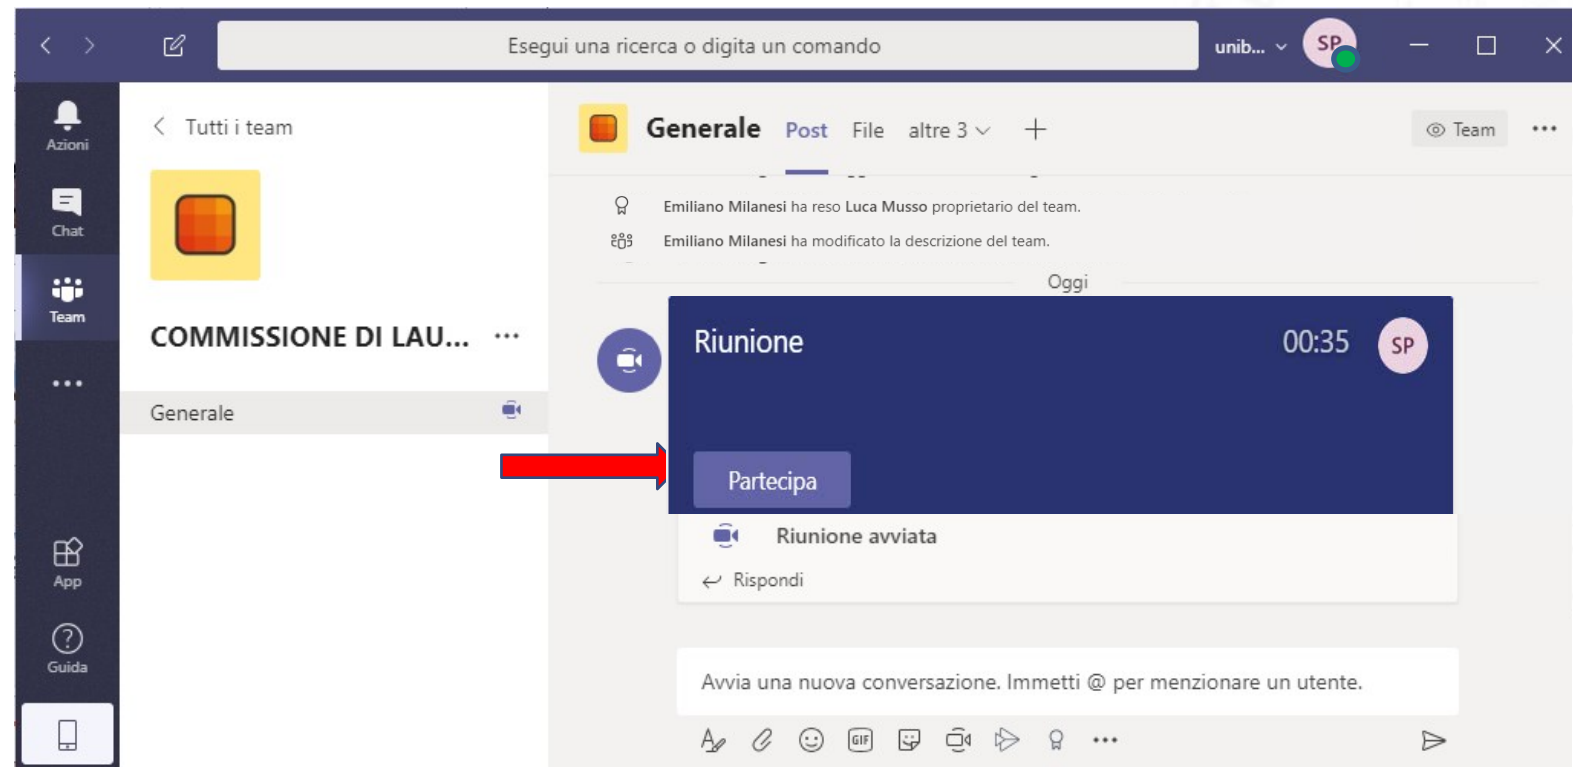 Esegui una ricerca o digita un comando
unib...
SP
Azioni
Chat
Team
App
Guida
Tutti i team
COMMISSIONE DI LAU... ...
Generale
Generale Post File altre 3 +
Team ...
Emiliano Milanesi ha reso Luca Musso proprietario del team.
Emiliano Milanesi ha modificato la descrizione del team.
Oggi
Riunione 00:35 SP
Partecipa
Riunione avviata
Rispondi
Avvia una nuova conversazione. Immetti @ per menzionare un utente.
GIF